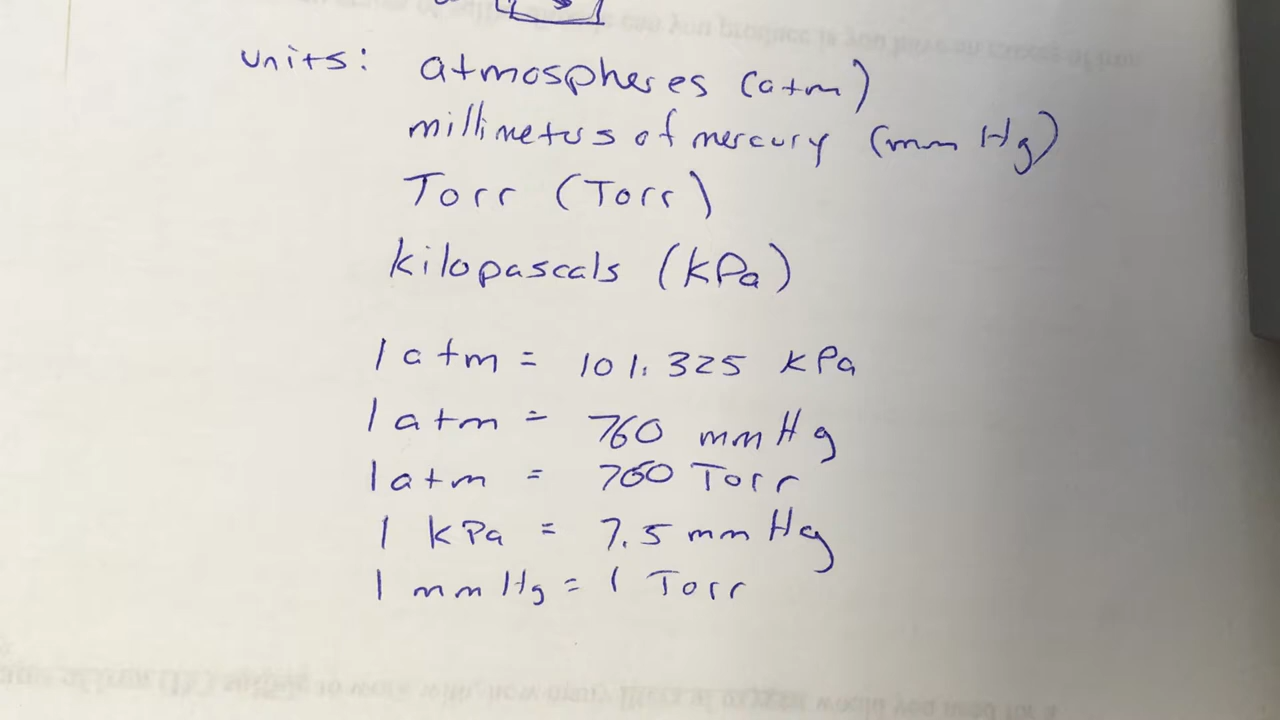 units: atmospheres (atm)
millimeters of mercury (mm Hg)
Torr (Torr)
kilopascals (kPa)
1 atm = 101.325 kPa
1 atm = 760 mm Hg
1 atm = 760 Torr
1 kPa = 7.5 mm Hg
1 mm Hg = 1 Torr